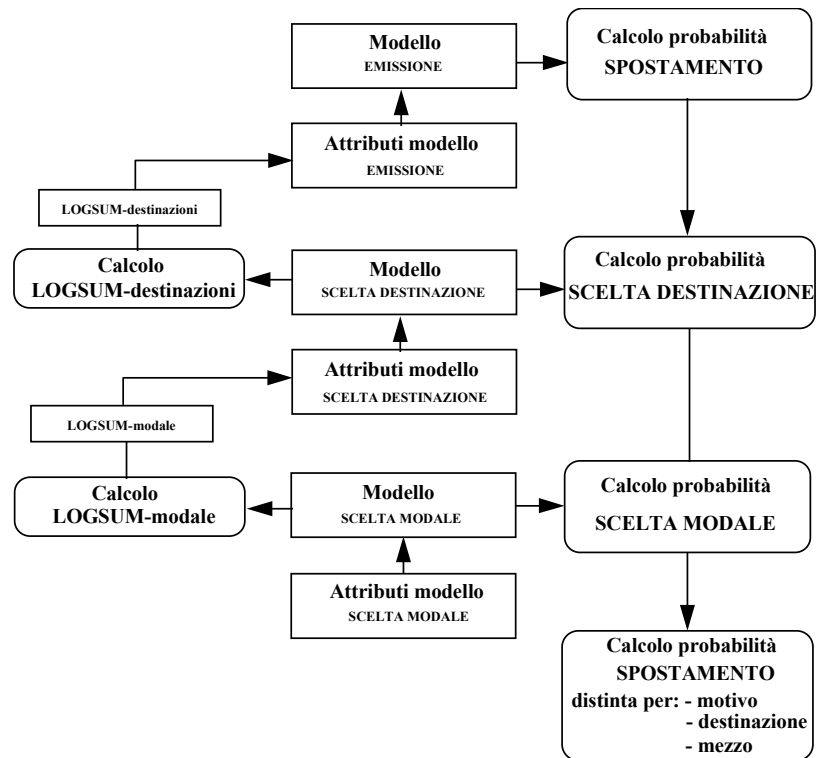 Modello
EMISSIONE
Calcolo probabilità
SPOSTAMENTO
Attributi modello
EMISSIONE
LOGSUM-destinazioni
Calcolo
LOGSUM-destinazioni
Modello
SCELTA DESTINAZIONE
Calcolo probabilità
SCELTA DESTINAZIONE
Attributi modello
SCELTA DESTINAZIONE
LOGSUM-modale
Calcolo
LOGSUM-modale
Modello
SCELTA MODALE
Calcolo probabilità
SCELTA MODALE
Attributi modello
SCELTA MODALE
Calcolo probabilità
SPOSTAMENTO
distinta per: - motivo
- destinazione
- mezzo